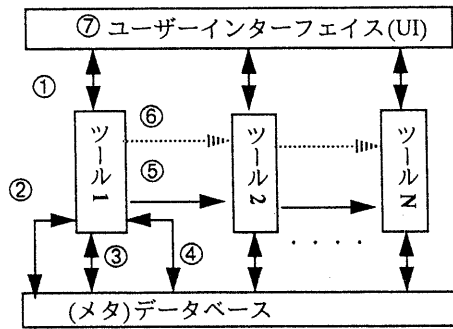 ⑦ ユーザーインターフェイス(UI)
①
⑥
ツール1
ツール2
ツールN
⑤
②
③
④
・・・・
(メタ)データベース